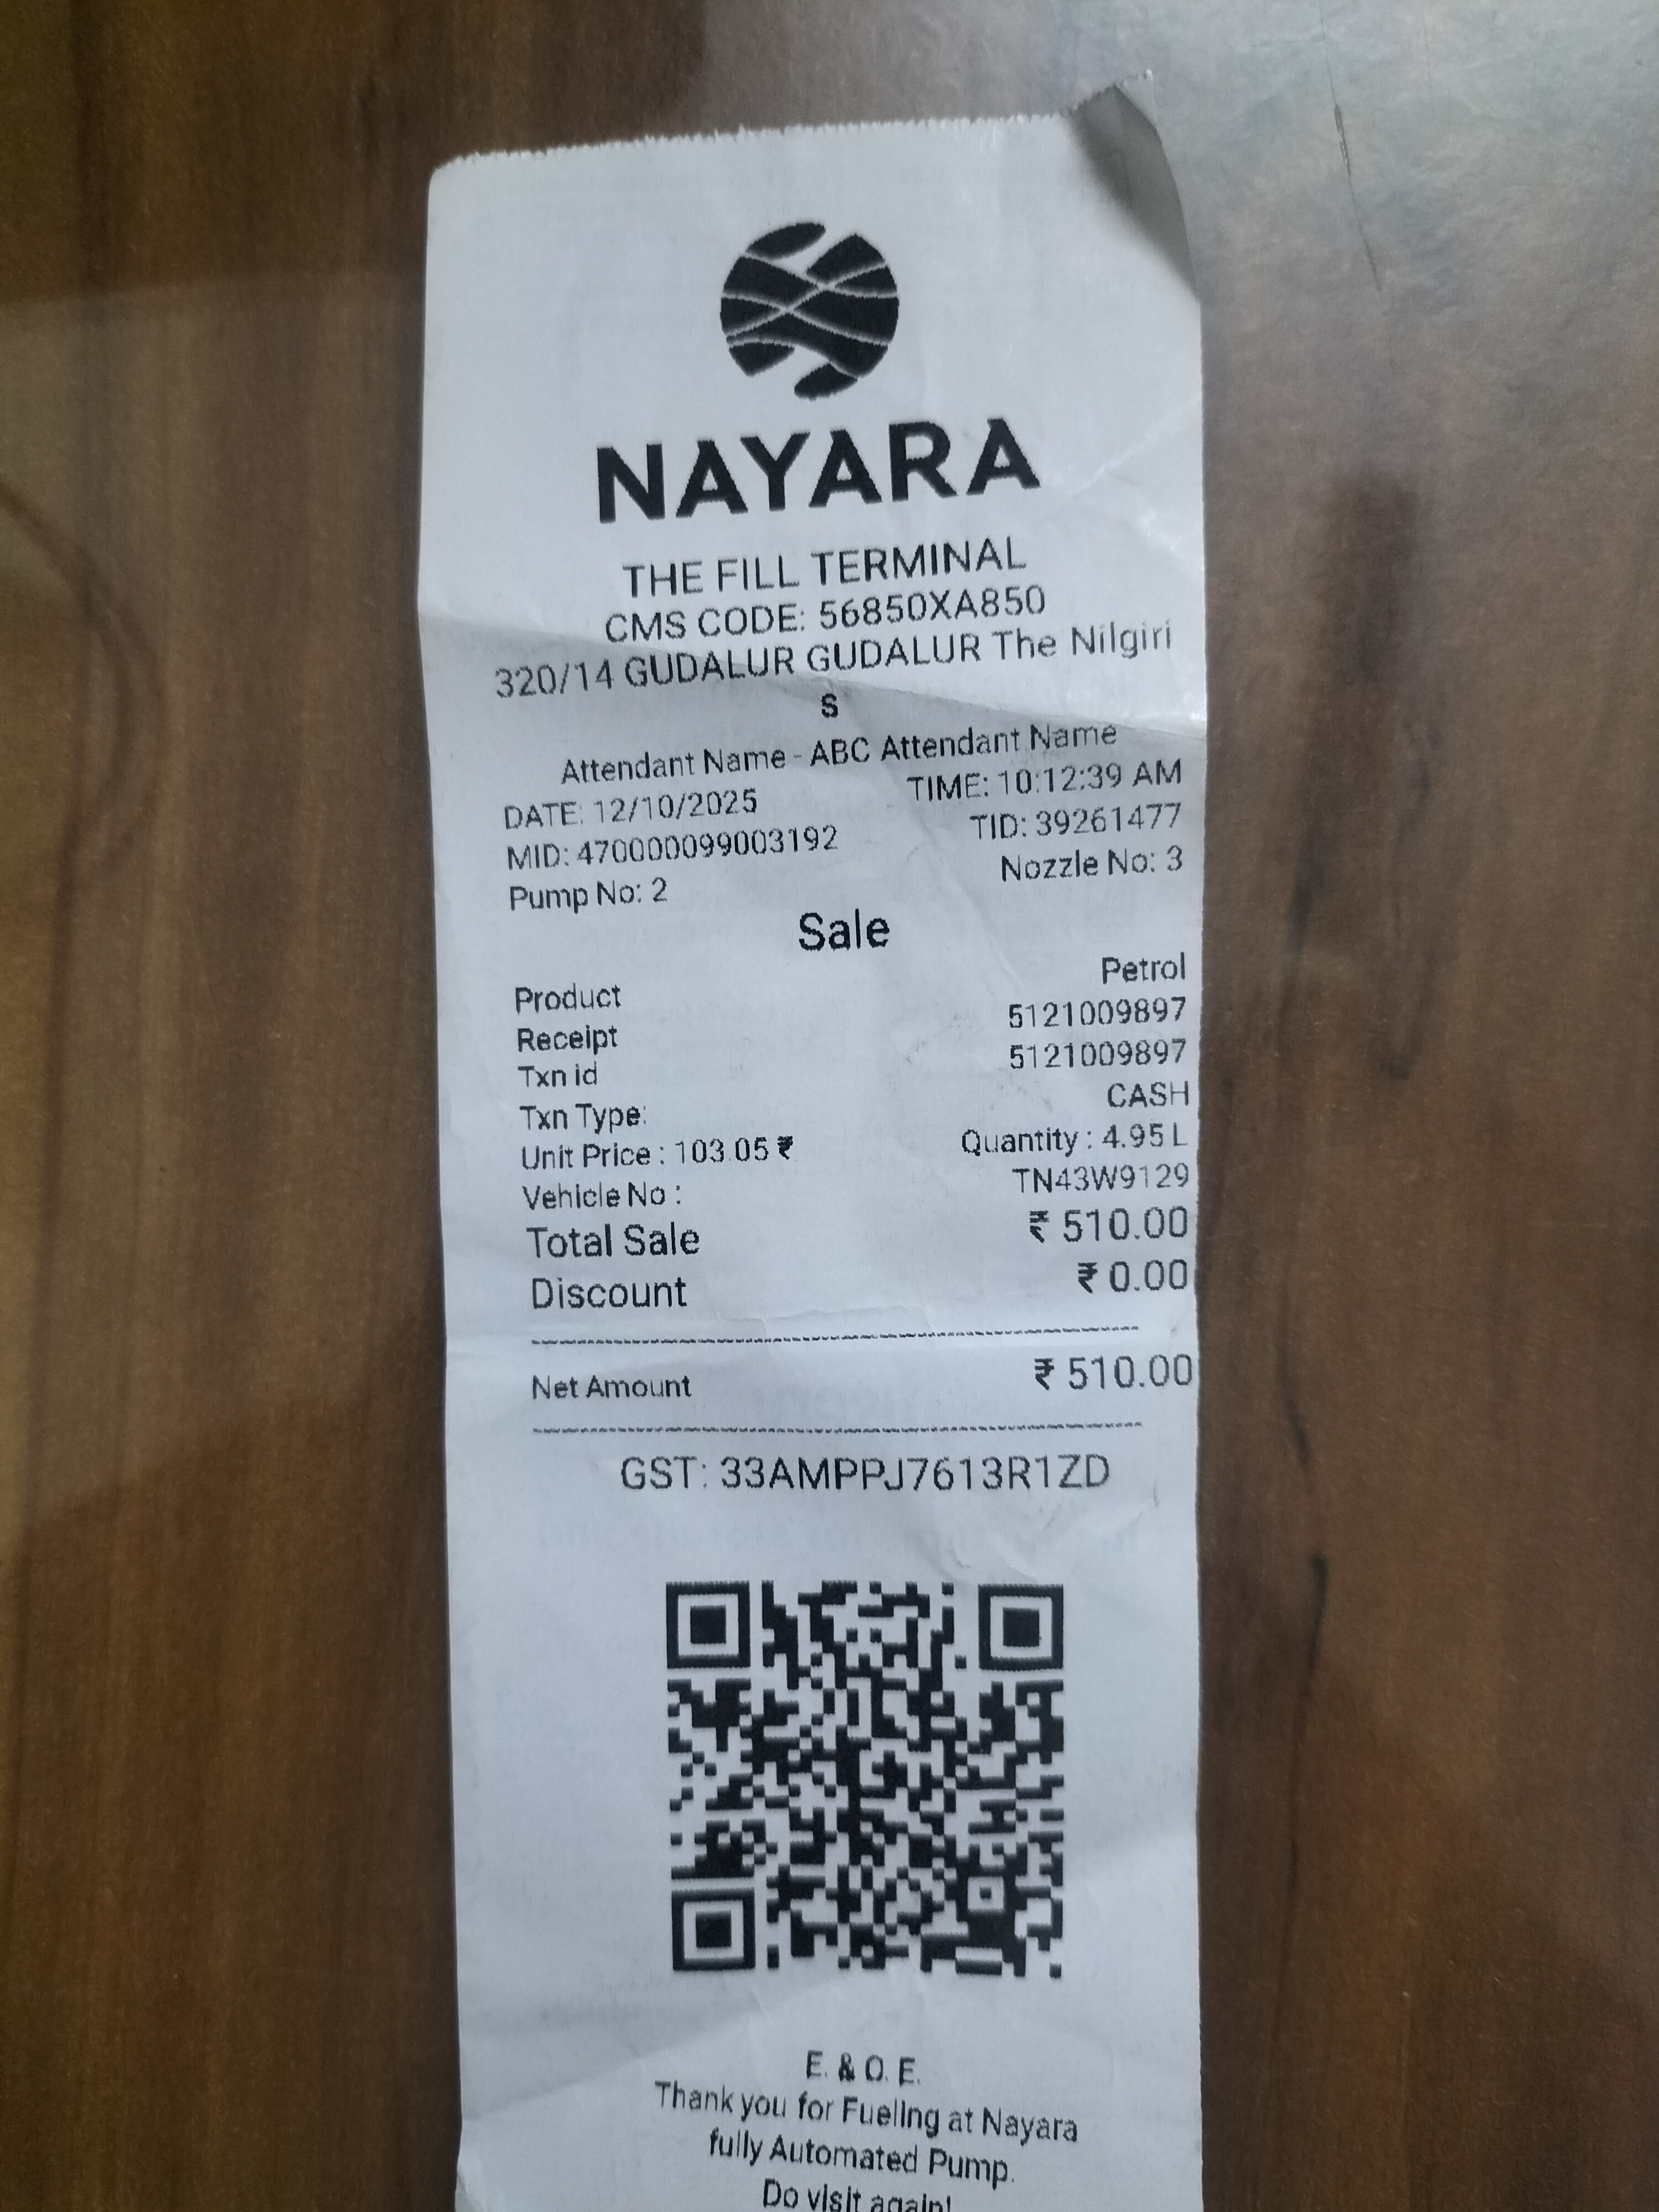 NAYARA
THE FILL TERMINAL
CMS CODE: 56850XA850
320/14 GUDALUR GUDALUR The Nilgiri
s
Attendant Name - ABC Attendant Name
DATE: 12/10/2025 TIME: 10:12:39 AM
MID: 470000099003192 TID: 39261477
Pump No: 2 Nozzle No: 3
Sale
Product Petrol
Receipt 5121009897
Txn id 5121009897
Txn Type: CASH
Unit Price : 103.05 ₹ Quantity : 4.95 L
Vehicle No : TN43W9129
Total Sale ₹ 510.00
Discount ₹ 0.00
Net Amount ₹ 510.00
GST: 33AMPPJ7613R1ZD
E. & O. E.
Thank you for Fueling at Nayara
fully Automated Pump.
Do visit again!